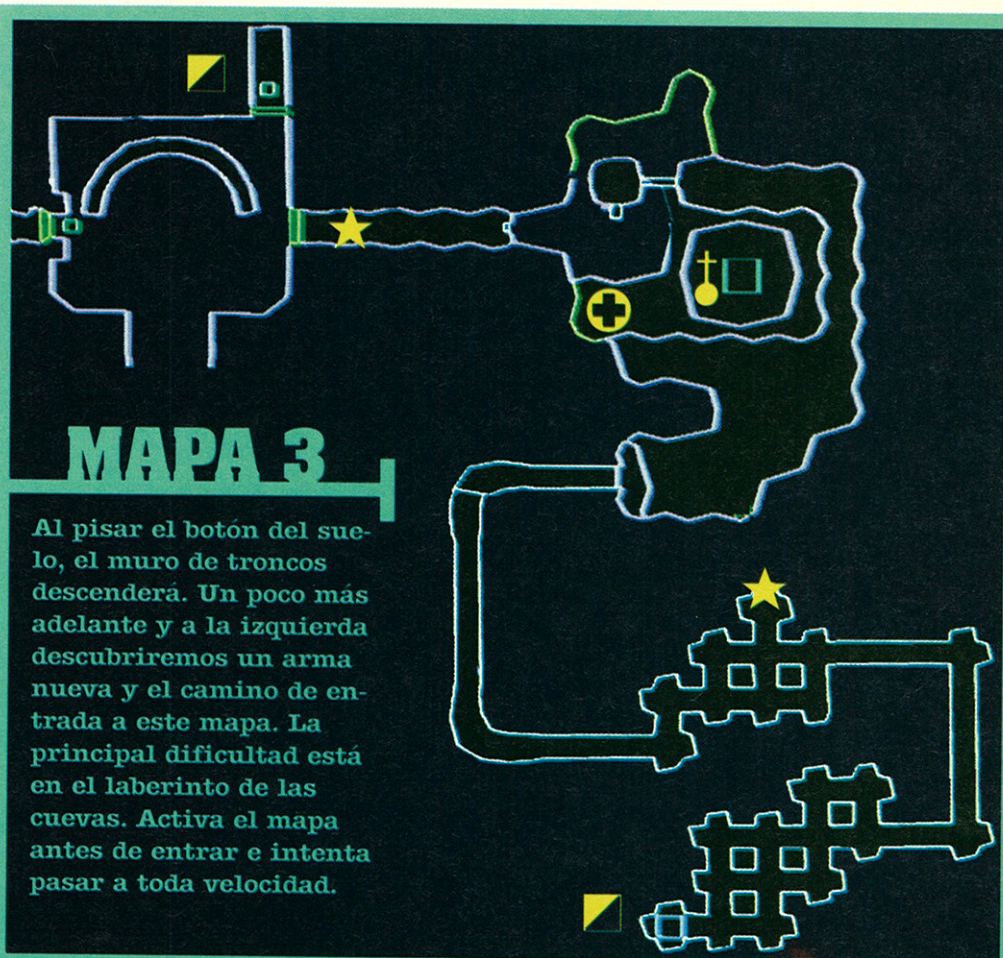 MAPA 3
Al pisar el botón del sue-
lo, el muro de troncos
descenderá. Un poco más
adelante y a la izquierda
descubriremos un arma
nueva y el camino de en-
trada a este mapa. La
principal dificultad está
en el laberinto de las
cuevas. Activa el mapa
antes de entrar e intenta
pasar a toda velocidad.